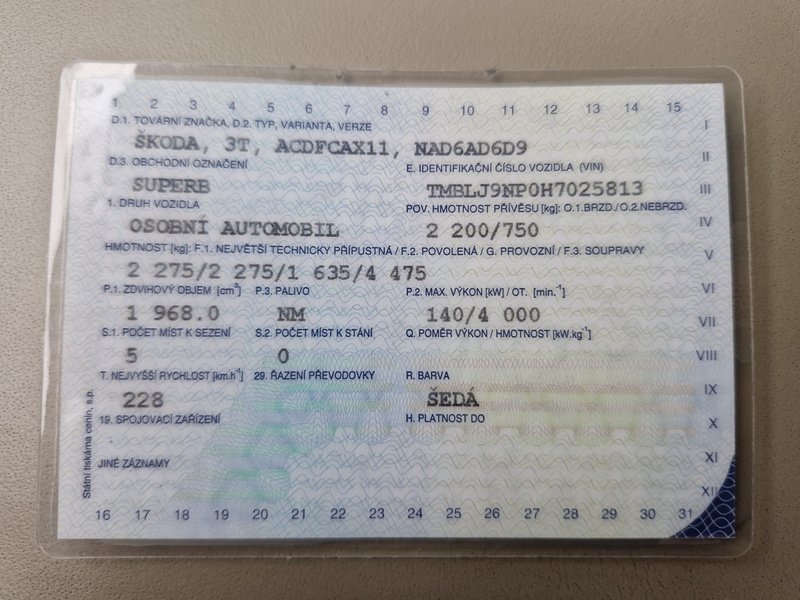 1 2 3 4 5 6 7 8 9 10 11 12 13 14 15
D.1. TOVÁRNÍ ZNAČKA, D.2. TYP, VARIANTA, VERZE
I
ŠKODA, 3T, ACDFCAX11, NAD6AD6D9
D.3. OBCHODNÍ OZNAČENÍ E. IDENTIFIKAČNÍ ČÍSLO VOZIDLA (VIN)
II
SUPERB TMBLJ9NP0H7025813
III
1. DRUH VOZIDLA POV. HMOTNOST PŘÍVĚSU [kg]: O.1.BRZD./O.2.NEBRZD.
OSOBNÍ AUTOMOBIL 2 200/750
IV
HMOTNOST [kg]: F.1. NEJVĚTŠÍ TECHNICKY PŘÍPUSTNÁ / F.2. POVOLENÁ / G. PROVOZNÍ / F.3. SOUPRAVY
V
2 275/2 275/1 635/4 475
P.1. ZDVIHOVÝ OBJEM [cm³] P.3. PALIVO P.2. MAX. VÝKON [kW] / OT. [min.⁻¹]
VI
1 968.0 NM 140/4 000
VII
S.1. POČET MÍST K SEZENÍ S.2. POČET MÍST K STÁNÍ Q. POMĚR VÝKON / HMOTNOST [kW.kg⁻¹]
5 0
VIII
T. NEJVYŠŠÍ RYCHLOST [km.h⁻¹] 29. ŘAZENÍ PŘEVODOVKY R. BARVA
228 ŠEDÁ
IX
19. SPOJOVACÍ ZAŘÍZENÍ H. PLATNOST DO
X
JINÉ ZÁZNAMY
XI
XII
16 17 18 19 20 21 22 23 24 25 26 27 28 29 30 31
Státní tiskárna cenin, s.p.